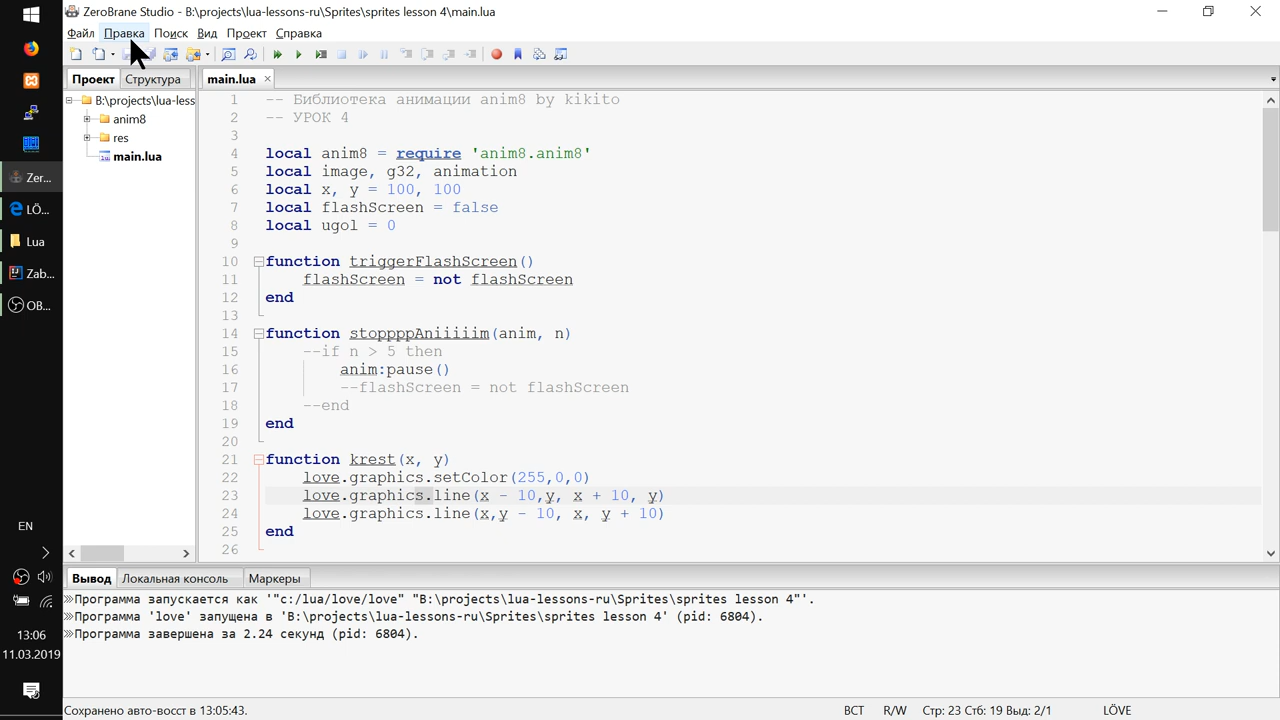 ZeroBrane Studio - B:\projects\lua-lessons-ru\Sprites\sprites lesson 4\main.lua
Файл Правка Поиск Вид Проект Справка
Проект Структура
main.lua
B:\projects\lua-less
anim8
res
main.lua
1 -- Библиотека анимации anim8 by kikito
2 -- УРОК 4
3
4 local anim8 = require 'anim8.anim8'
5 local image, g32, animation
6 local x, y = 100, 100
7 local flashScreen = false
8 local ugol = 0
9
10 function triggerFlashScreen()
11 flashScreen = not flashScreen
12 end
13
14 function stoppppAniiiiim(anim, n)
15 --if n > 5 then
16 anim:pause()
17 --flashScreen = not flashScreen
18 --end
19 end
20
21 function krest(x, y)
22 love.graphics.setColor(255,0,0)
23 love.graphics.line(x - 10,y, x + 10, y)
24 love.graphics.line(x,y - 10, x, y + 10)
25 end
26
Вывод Локальная консоль Маркеры
Программа запускается как '"c:/lua/love/love" "B:\projects\lua-lessons-ru\Sprites\sprites lesson 4"'.
Программа 'love' запущена в 'B:\projects\lua-lessons-ru\Sprites\sprites lesson 4' (pid: 6804).
Программа завершена за 2.24 секунд (pid: 6804).
Сохранено авто-восст в 13:05:43.
ВСТ R/W Стр: 23 Стб: 19 Выд: 2/1 LÖVE
Zer...
LÖ...
Lua
Zab...
OB...
EN
13:06
11.03.2019